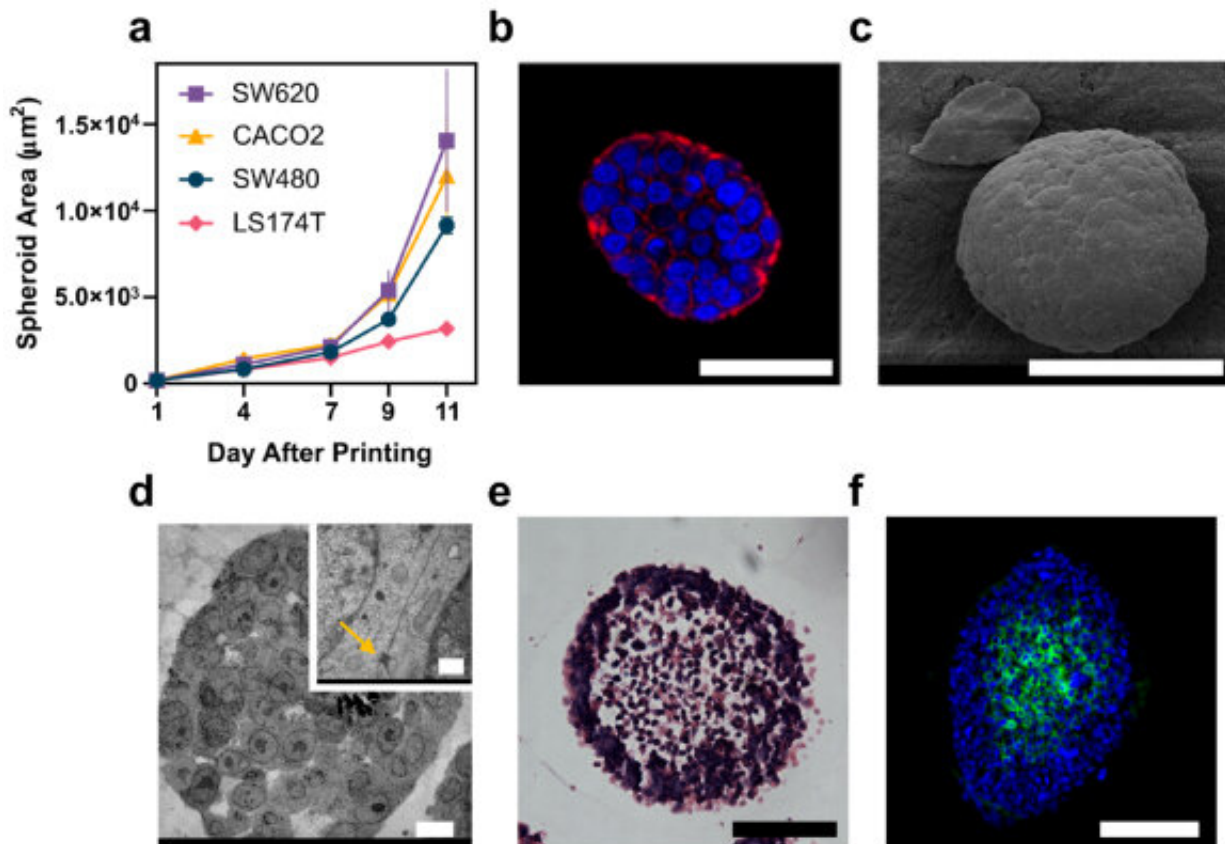 a
b
c
SW620
CACO2
SW480
LS174T
Spheroid Area (μm²)
1.5×10⁴
1.0×10⁴
5.0×10³
0
1 4 7 9 11
Day After Printing
d
e
f